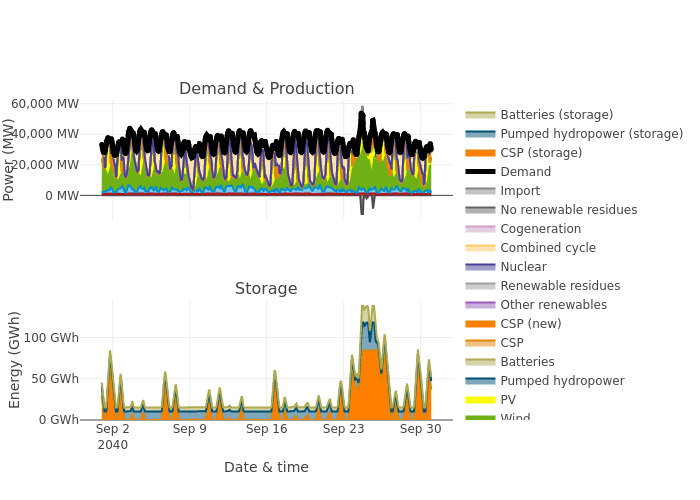 Demand & Production
60,000 MW
40,000 MW
20,000 MW
0 MW
Power (MW)
Storage
100 GWh
50 GWh
0 GWh
Energy (GWh)
Sep 2
2040
Sep 9
Sep 16
Sep 23
Sep 30
Date & time
Batteries (storage)
Pumped hydropower (storage)
CSP (storage)
Demand
Import
No renewable residues
Cogeneration
Combined cycle
Nuclear
Renewable residues
Other renewables
CSP (new)
CSP
Batteries
Pumped hydropower
PV
Wind